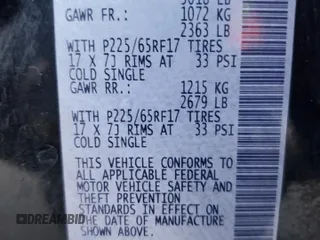 GAWR FR.: 1072 KG
2363 LB
WITH P225/65RF17 TIRES
17 X 7J RIMS AT 33 PSI
COLD SINGLE
GAWR RR.: 1215 KG
2679 LB
WITH P225/65RF17 TIRES
17 X 7J RIMS AT 33 PSI
COLD SINGLE
THIS VEHICLE CONFORMS TO
ALL APPLICABLE FEDERAL
MOTOR VEHICLE SAFETY AND
THEFT PREVENTION
STANDARDS IN EFFECT ON
THE DATE OF MANUFACTURE
SHOWN ABOVE.
DREAMBID